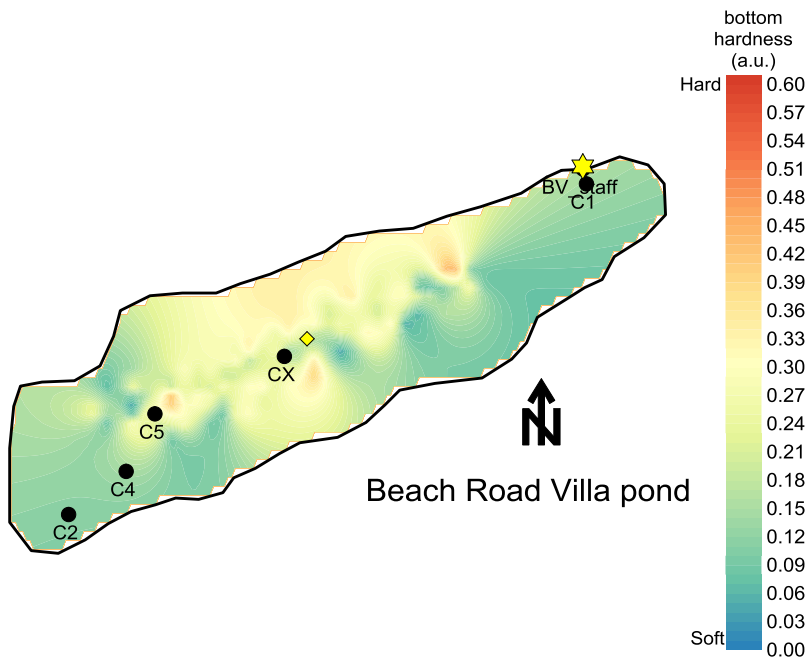 bottom
hardness
(a.u.)
Hard
0.60
0.57
0.54
0.51
0.48
0.45
0.42
0.39
0.36
0.33
0.30
0.27
0.24
0.21
0.18
0.15
0.12
0.09
0.06
0.03
Soft
0.00
BV_staff
C1
CX
C5
C4
C2
N
Beach Road Villa pond